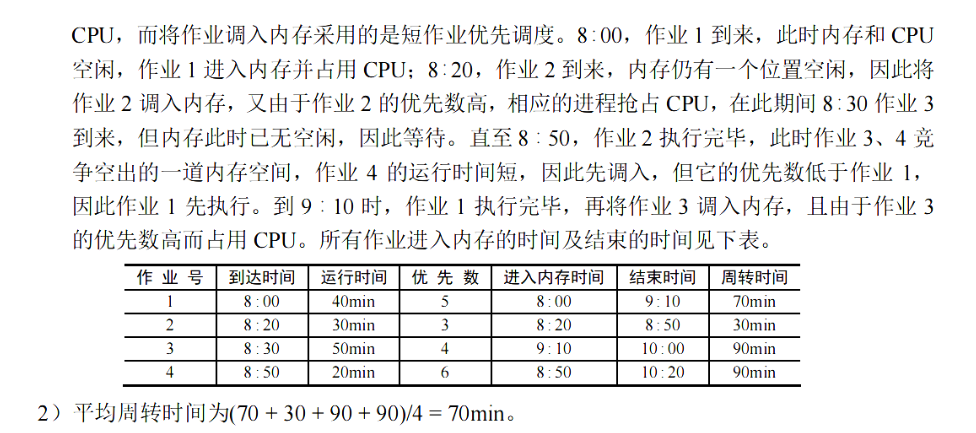 CPU，而将作业调入内存采用的是短作业优先调度。8:00，作业 1 到来，此时内存和 CPU
空闲，作业 1 进入内存并占用 CPU；8:20，作业 2 到来，内存仍有一个位置空闲，因此将
作业 2 调入内存，又由于作业 2 的优先数高，相应的进程抢占 CPU，在此期间 8:30 作业 3
到来，但内存此时已无空闲，因此等待。直至 8：50，作业 2 执行完毕，此时作业 3、4 竞
争空出的一道内存空间，作业 4 的运行时间短，因此先调入，但它的优先数低于作业 1，
因此作业 1 先执行。到 9：10 时，作业 1 执行完毕，再将作业 3 调入内存，且由于作业 3
的优先数高而占用 CPU。所有作业进入内存的时间及结束的时间见下表。
作 业 号 到达时间 运行时间 优 先 数 进入内存时间 结束时间 周转时间
1 8:00 40min 5 8:00 9:10 70min
2 8:20 30min 3 8:20 8:50 30min
3 8:30 50min 4 9:10 10:00 90min
4 8:50 20min 6 8:50 10:20 90min
2）平均周转时间为(70 + 30 + 90 + 90)/4 = 70min。